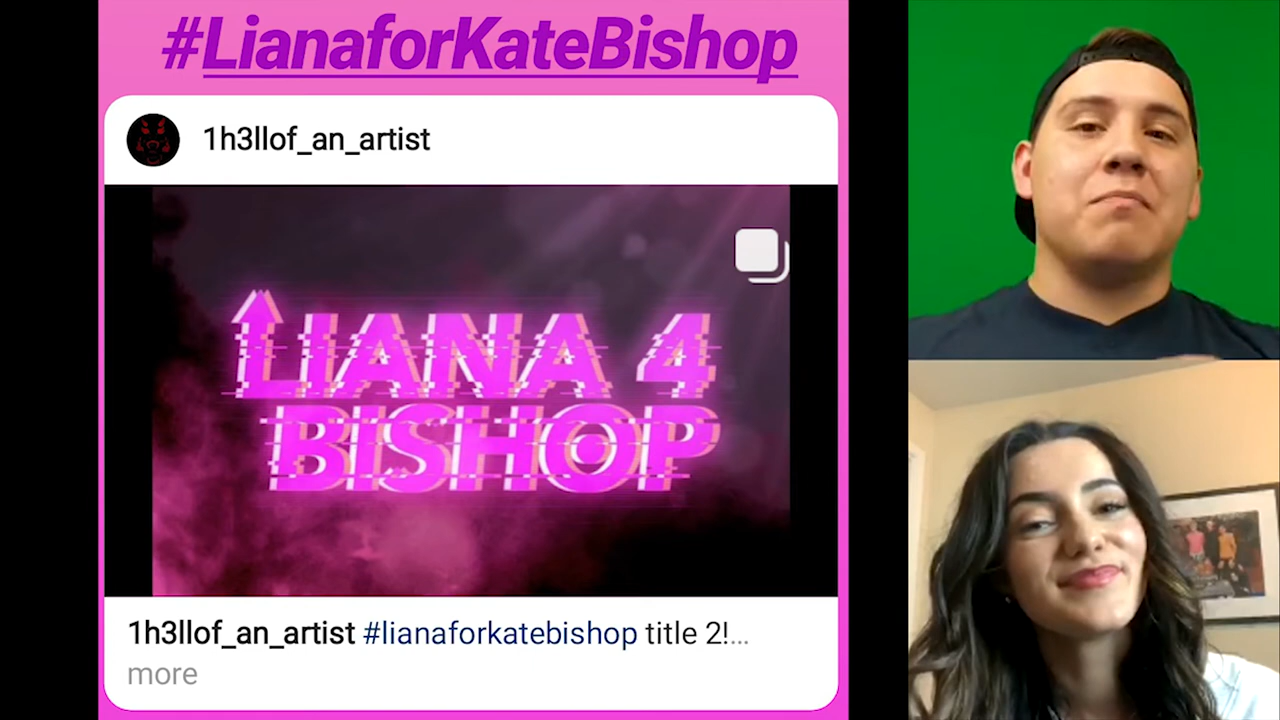 #LianaforKateBishop
1h3llof_an_artist
LIANA 4
BISHOP
1h3llof_an_artist #lianaforkatebishop title 2!...
more